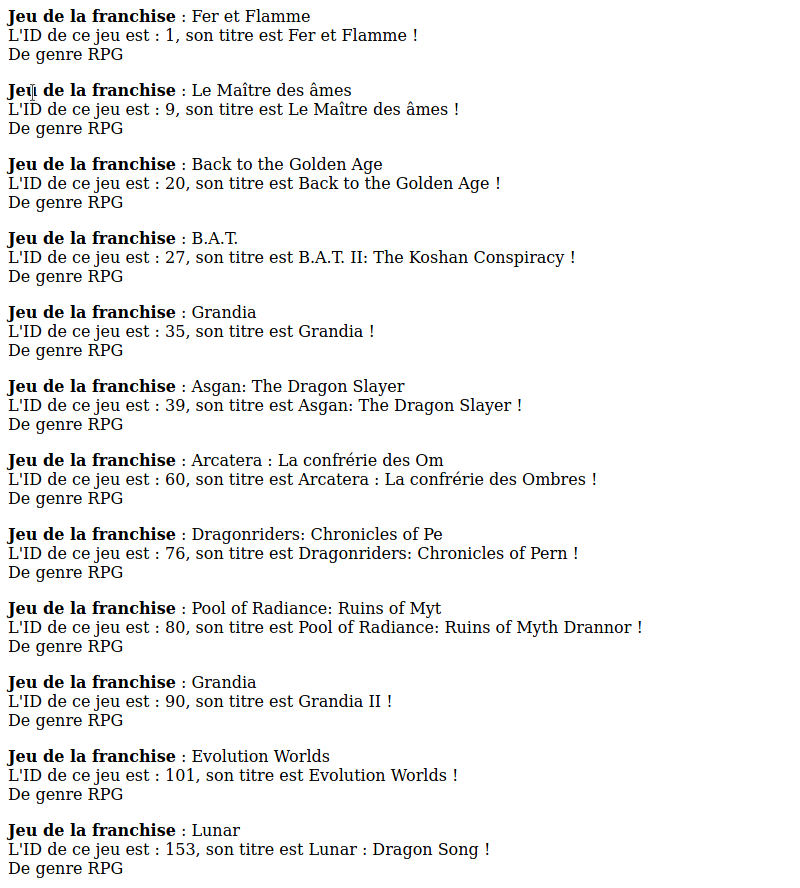 Jeu de la franchise : Fer et Flamme
L'ID de ce jeu est : 1, son titre est Fer et Flamme !
De genre RPG
Jeu de la franchise : Le Maître des âmes
L'ID de ce jeu est : 9, son titre est Le Maître des âmes !
De genre RPG
Jeu de la franchise : Back to the Golden Age
L'ID de ce jeu est : 20, son titre est Back to the Golden Age !
De genre RPG
Jeu de la franchise : B.A.T.
L'ID de ce jeu est : 27, son titre est B.A.T. II: The Koshan Conspiracy !
De genre RPG
Jeu de la franchise : Grandia
L'ID de ce jeu est : 35, son titre est Grandia !
De genre RPG
Jeu de la franchise : Asgan: The Dragon Slayer
L'ID de ce jeu est : 39, son titre est Asgan: The Dragon Slayer !
De genre RPG
Jeu de la franchise : Arcatera : La confrérie des Om
L'ID de ce jeu est : 60, son titre est Arcatera : La confrérie des Ombres !
De genre RPG
Jeu de la franchise : Dragonriders: Chronicles of Pe
L'ID de ce jeu est : 76, son titre est Dragonriders: Chronicles of Pern !
De genre RPG
Jeu de la franchise : Pool of Radiance: Ruins of Myt
L'ID de ce jeu est : 80, son titre est Pool of Radiance: Ruins of Myth Drannor !
De genre RPG
Jeu de la franchise : Grandia
L'ID de ce jeu est : 90, son titre est Grandia II !
De genre RPG
Jeu de la franchise : Evolution Worlds
L'ID de ce jeu est : 101, son titre est Evolution Worlds !
De genre RPG
Jeu de la franchise : Lunar
L'ID de ce jeu est : 153, son titre est Lunar : Dragon Song !
De genre RPG